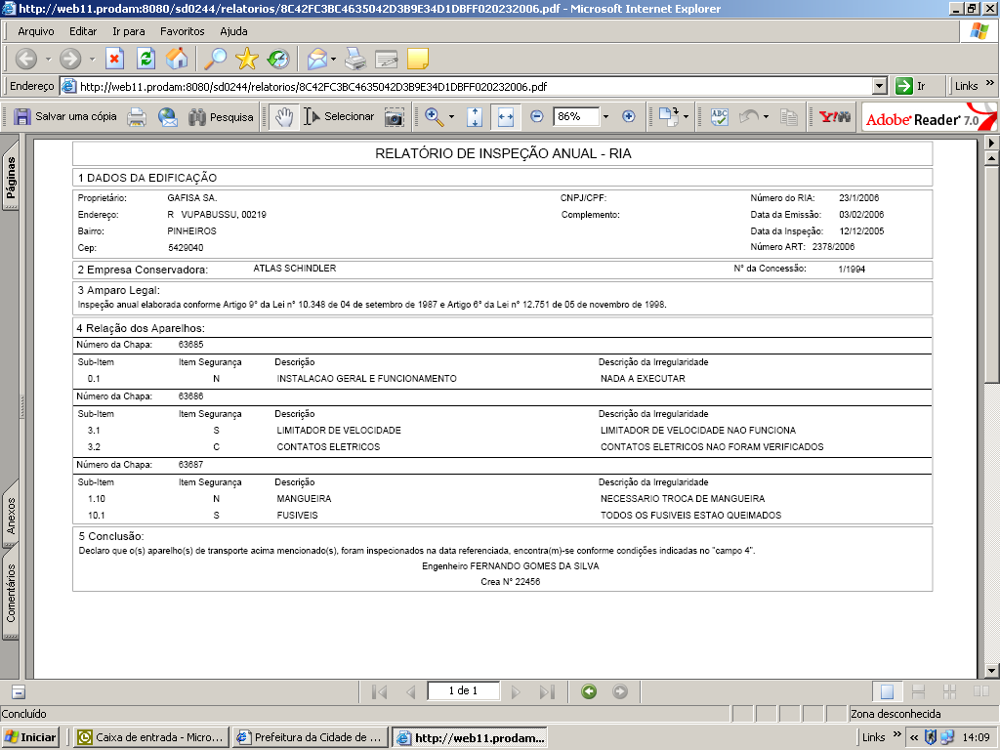 http://web11.prodam:8080/sd0244/relatorios/8C42FC3BC4635042D3B9E34D1DBFF020232006.pdf - Microsoft Internet Explorer
Arquivo Editar Ir para Favoritos Ajuda
Endereço http://web11.prodam:8080/sd0244/relatorios/8C42FC3BC4635042D3B9E34D1DBFF020232006.pdf Ir Links »
Salvar uma cópia Pesquisa Selecionar 86% Y! Adobe® Reader® 7.0
Páginas
Anexos
Comentários
RELATÓRIO DE INSPEÇÃO ANUAL - RIA
1 DADOS DA EDIFICAÇÃO
Proprietário: GAFISA SA. CNPJ/CPF: Número do RIA: 23/1/2006
Endereço: R VUPABUSSU, 00219 Complemento: Data da Emissão: 03/02/2006
Bairro: PINHEIROS Data da Inspeção: 12/12/2005
Cep: 5429040 Número ART: 2378/2006
2 Empresa Conservadora: ATLAS SCHINDLER N° da Concessão: 1/1994
3 Amparo Legal:
Inspeção anual elaborada conforme Artigo 9° da Lei n° 10.348 de 04 de setembro de 1987 e Artigo 6° da Lei n° 12.751 de 05 de novembro de 1998.
4 Relação dos Aparelhos:
Número da Chapa: 63685
Sub-Item Item Segurança Descrição Descrição da Irregularidade
0.1 N INSTALACAO GERAL E FUNCIONAMENTO NADA A EXECUTAR
Número da Chapa: 63686
Sub-Item Item Segurança Descrição Descrição da Irregularidade
3.1 S LIMITADOR DE VELOCIDADE LIMITADOR DE VELOCIDADE NAO FUNCIONA
3.2 C CONTATOS ELETRICOS CONTATOS ELETRICOS NAO FORAM VERIFICADOS
Número da Chapa: 63687
Sub-Item Item Segurança Descrição Descrição da Irregularidade
1.10 N MANGUEIRA NECESSARIO TROCA DE MANGUEIRA
10.1 S FUSIVEIS TODOS OS FUSIVEIS ESTAO QUEIMADOS
5 Conclusão:
Declaro que o(s) aparelho(s) de transporte acima mencionado(s), foram inspecionados na data referenciada, encontra(m)-se conforme condições indicadas no "campo 4".
Engenheiro FERNANDO GOMES DA SILVA
Crea N° 22456
1 de 1
Concluído Zona desconhecida
Iniciar Caixa de entrada - Micro... Prefeitura da Cidade de ... http://web11.prodam... Links » « 14:09